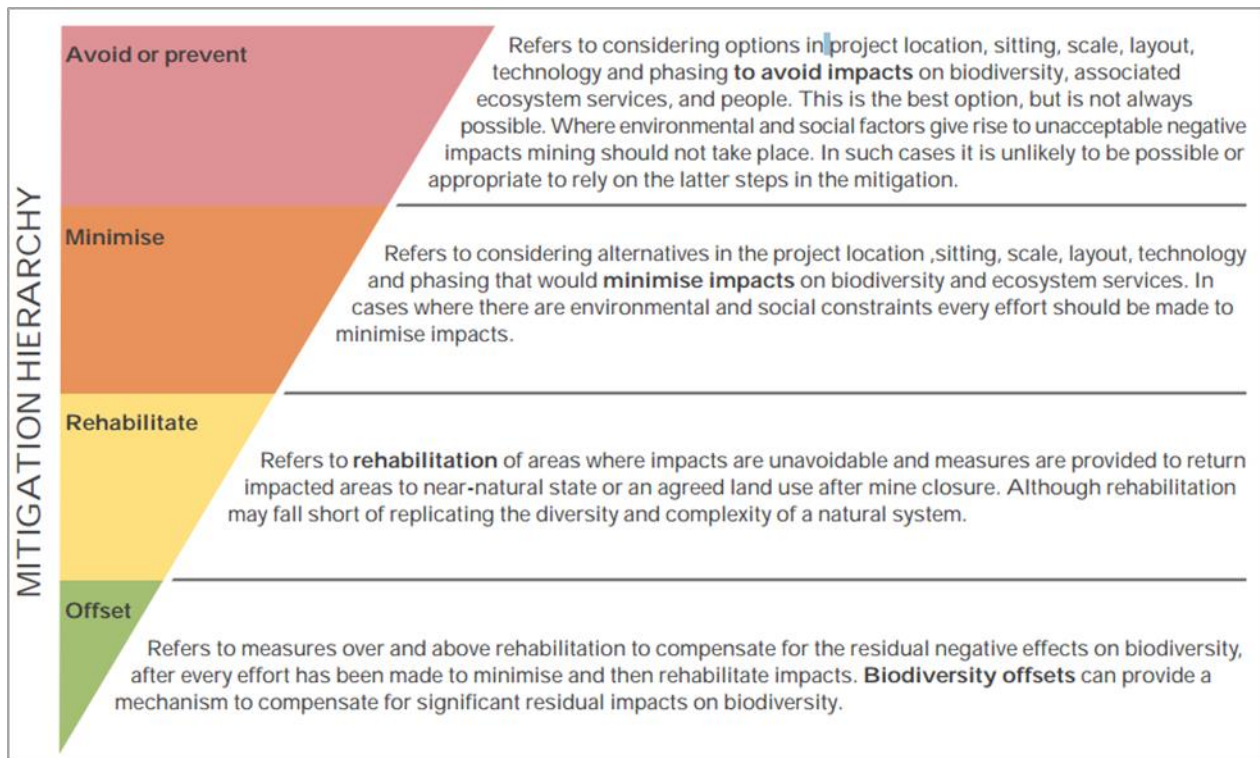 MITIGATION HIERARCHY
Avoid or prevent
Refers to considering options in project location, sitting, scale, layout,
technology and phasing to avoid impacts on biodiversity, associated
ecosystem services, and people. This is the best option, but is not always
possible. Where environmental and social factors give rise to unacceptable negative
impacts mining should not take place. In such cases it is unlikely to be possible or
appropriate to rely on the latter steps in the mitigation.
Minimise
Refers to considering alternatives in the project location ,sitting, scale, layout, technology
and phasing that would minimise impacts on biodiversity and ecosystem services. In
cases where there are environmental and social constraints every effort should be made to
minimise impacts.
Rehabilitate
Refers to rehabilitation of areas where impacts are unavoidable and measures are provided to return
impacted areas to near-natural state or an agreed land use after mine closure. Although rehabilitation
may fall short of replicating the diversity and complexity of a natural system.
Offset
Refers to measures over and above rehabilitation to compensate for the residual negative effects on biodiversity,
after every effort has been made to minimise and then rehabilitate impacts. Biodiversity offsets can provide a
mechanism to compensate for significant residual impacts on biodiversity.